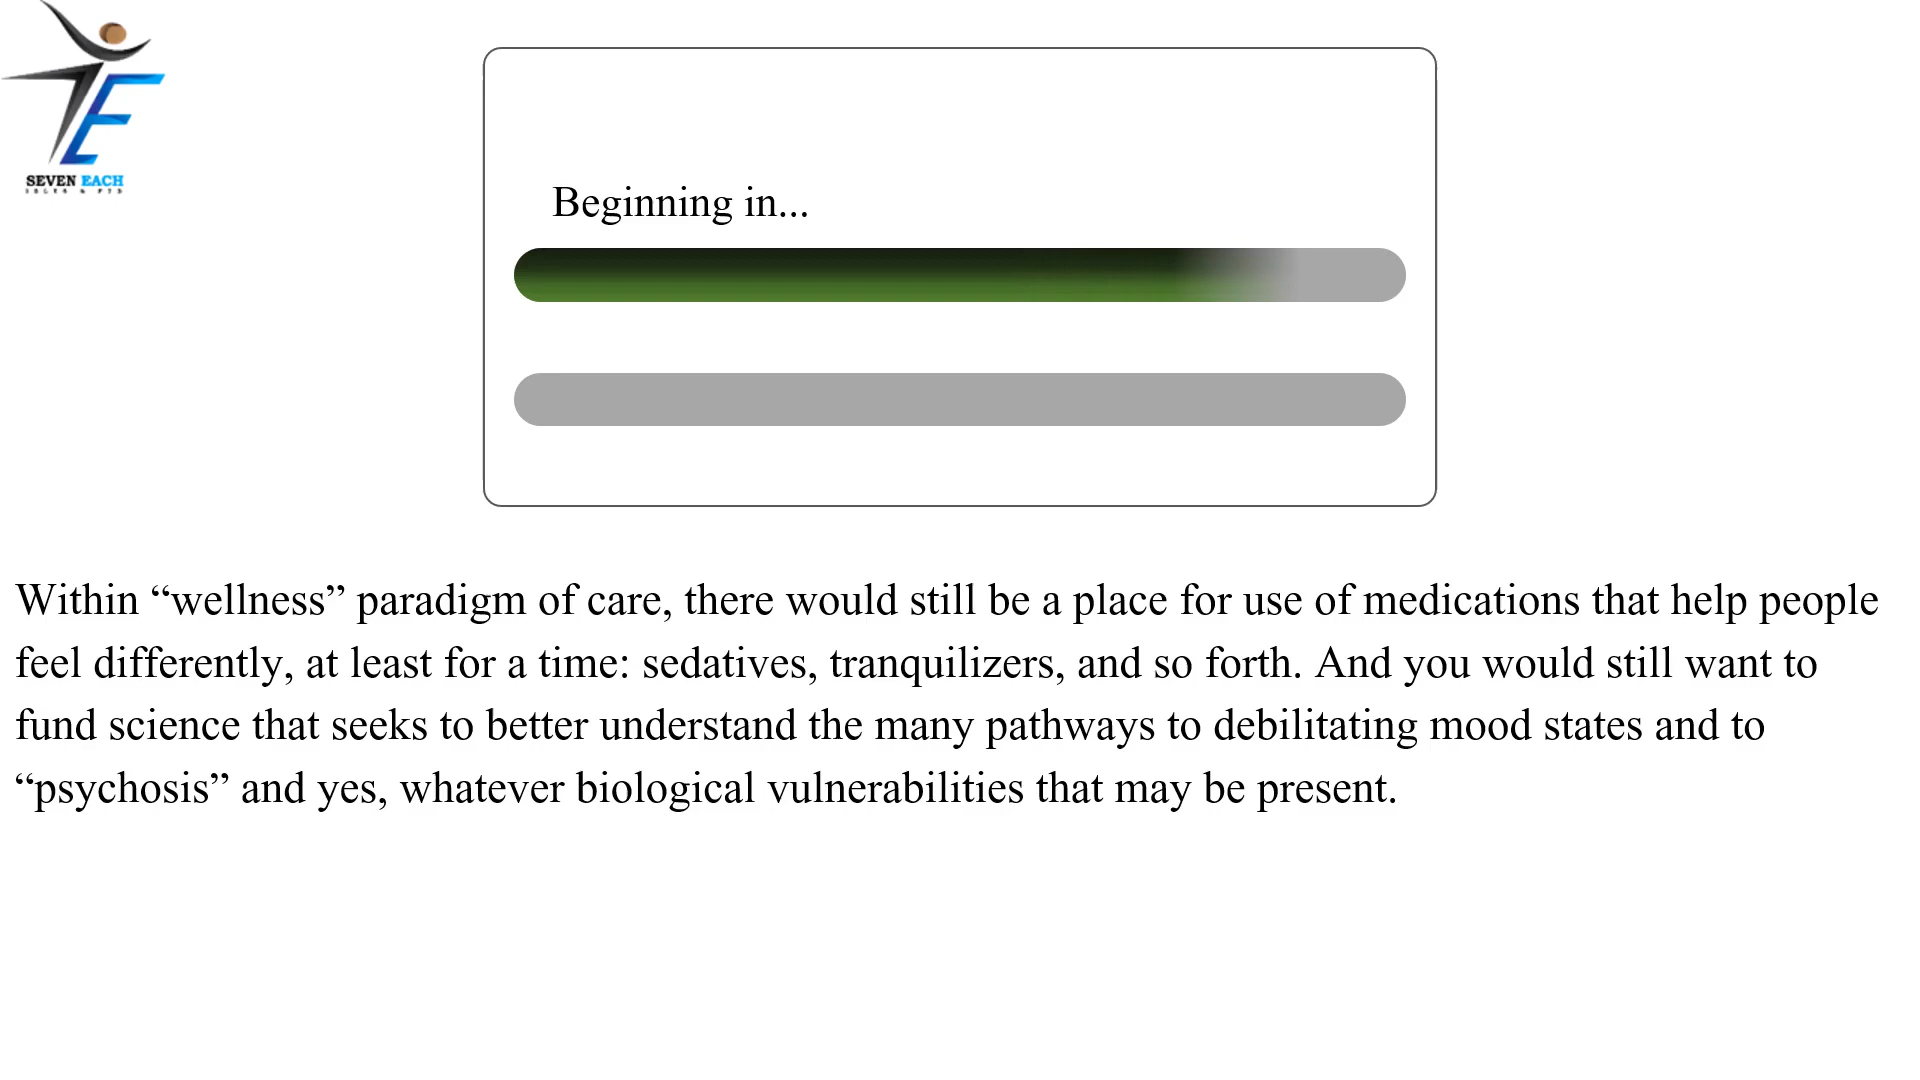 SEVEN EACH
Beginning in...
Within “wellness” paradigm of care, there would still be a place for use of medications that help people
feel differently, at least for a time: sedatives, tranquilizers, and so forth. And you would still want to
fund science that seeks to better understand the many pathways to debilitating mood states and to
“psychosis” and yes, whatever biological vulnerabilities that may be present.